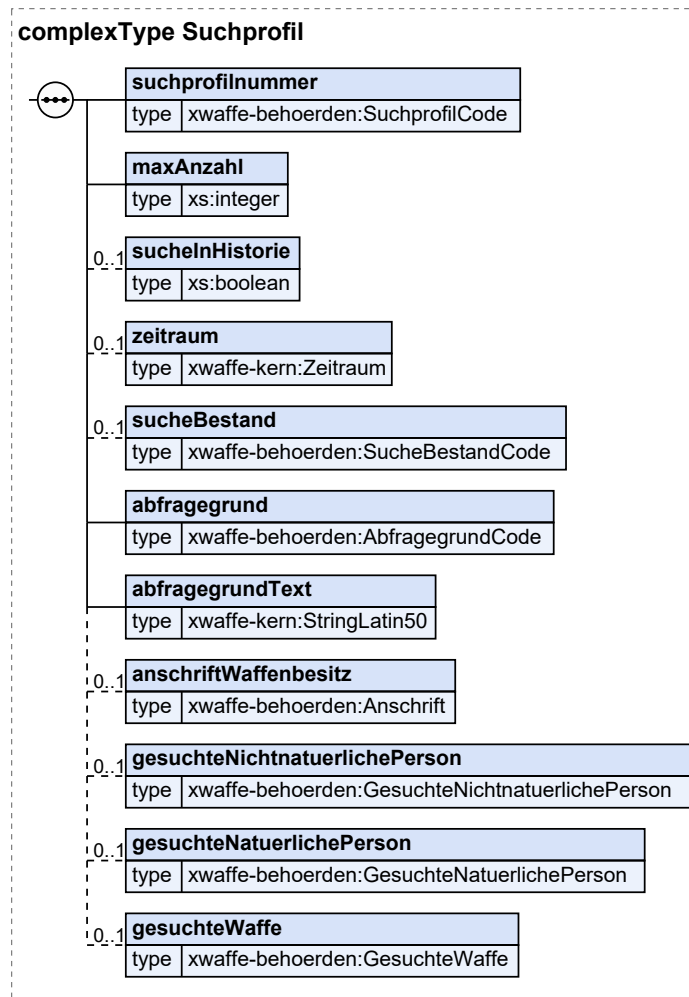 complexType Suchprofil
suchprofilnummer
type xwaffe-behoerden:SuchprofilCode
maxAnzahl
type xs:integer
0..1 sucheInHistorie
type xs:boolean
0..1 zeitraum
type xwaffe-kern:Zeitraum
0..1 sucheBestand
type xwaffe-behoerden:SucheBestandCode
abfragegrund
type xwaffe-behoerden:AbfragegrundCode
abfragegrundText
type xwaffe-kern:StringLatin50
0..1 anschriftWaffenbesitz
type xwaffe-behoerden:Anschrift
0..1 gesuchteNichtnatuerlichePerson
type xwaffe-behoerden:GesuchteNichtnatuerlichePerson
0..1 gesuchteNatuerlichePerson
type xwaffe-behoerden:GesuchteNatuerlichePerson
0..1 gesuchteWaffe
type xwaffe-behoerden:GesuchteWaffe